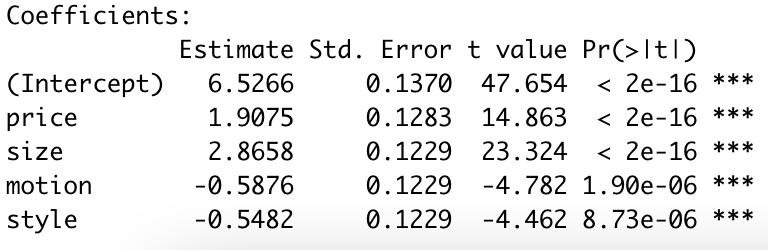 Coefficients:
Estimate Std. Error t value Pr(>|t|)
(Intercept) 6.5266 0.1370 47.654 < 2e-16 ***
price 1.9075 0.1283 14.863 < 2e-16 ***
size 2.8658 0.1229 23.324 < 2e-16 ***
motion -0.5876 0.1229 -4.782 1.90e-06 ***
style -0.5482 0.1229 -4.462 8.73e-06 ***